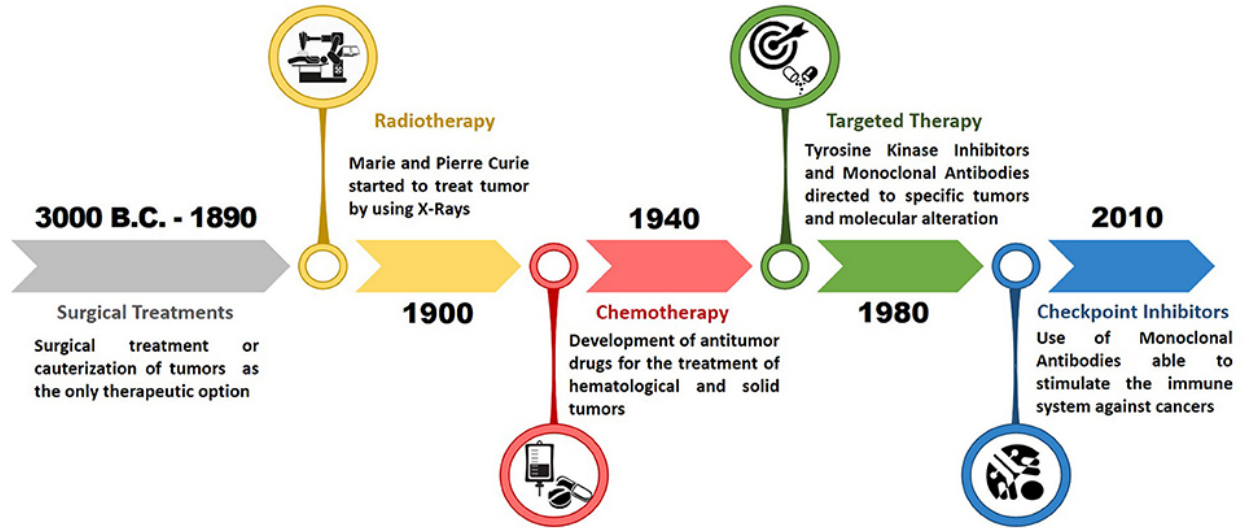 3000 B.C. - 1890
Surgical Treatments
Surgical treatment or
cauterization of tumors as
the only therapeutic option
Radiotherapy
Marie and Pierre Curie
started to treat tumor
by using X-Rays
1900
1940
Chemotherapy
Development of antitumor
drugs for the treatment of
hematological and solid
tumors
Targeted Therapy
Tyrosine Kinase Inhibitors
and Monoclonal Antibodies
directed to specific tumors
and molecular alteration
1980
2010
Checkpoint Inhibitors
Use of Monoclonal
Antibodies able to
stimulate the immune
system against cancers